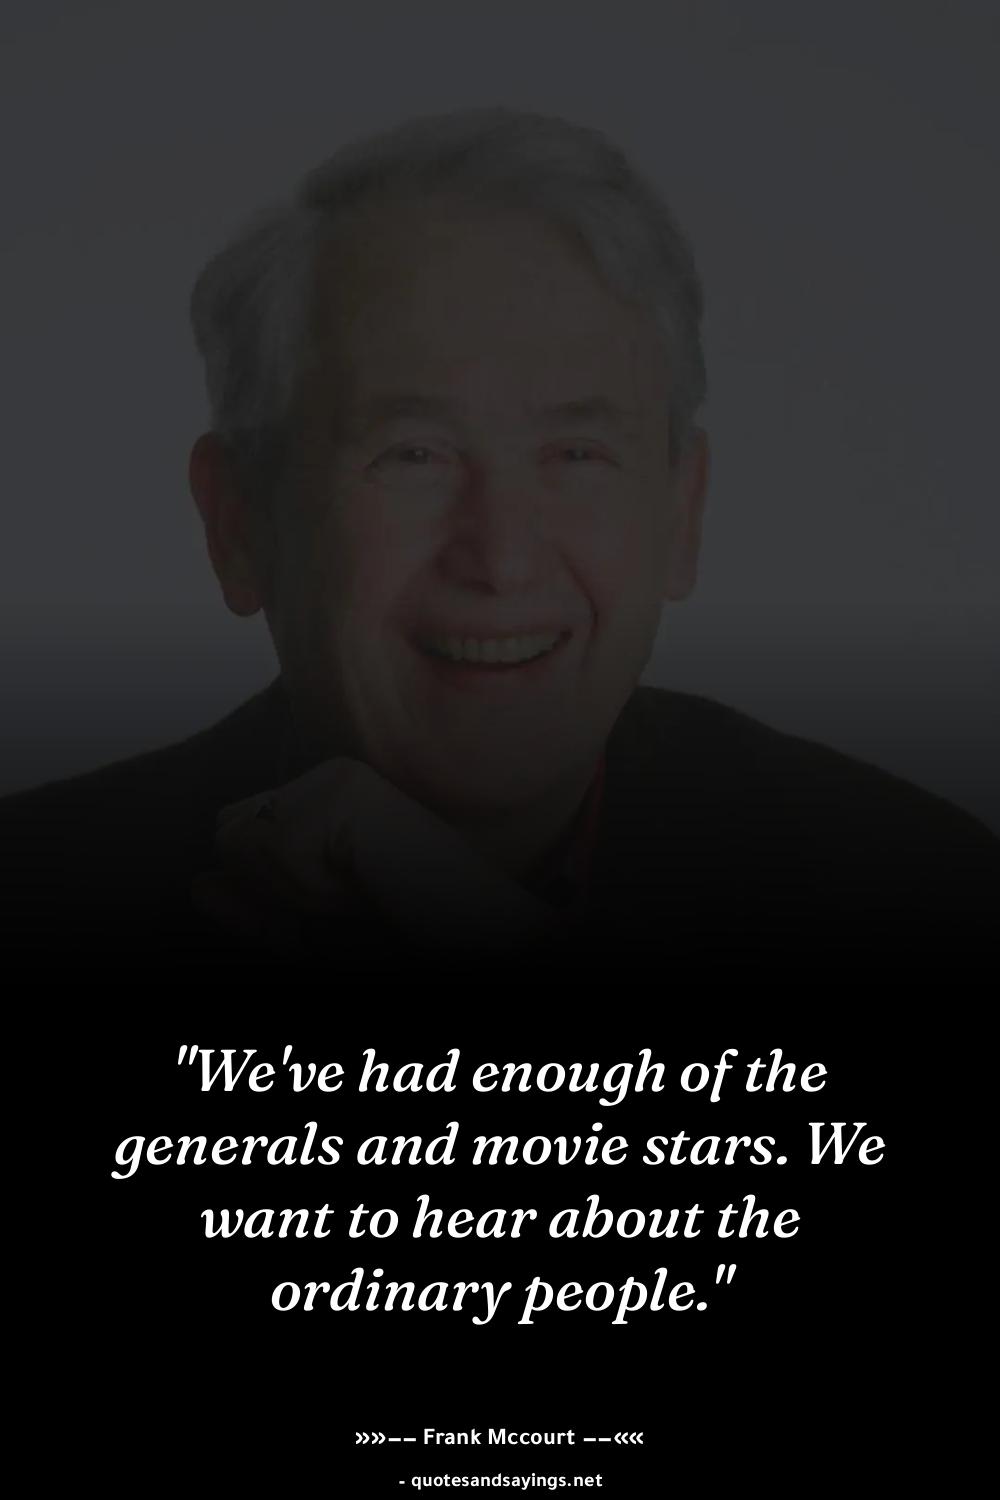 "We've had enough of the
generals and movie stars. We
want to hear about the
ordinary people."
»»−− Frank Mccourt −−««
- quotesandsayings.net